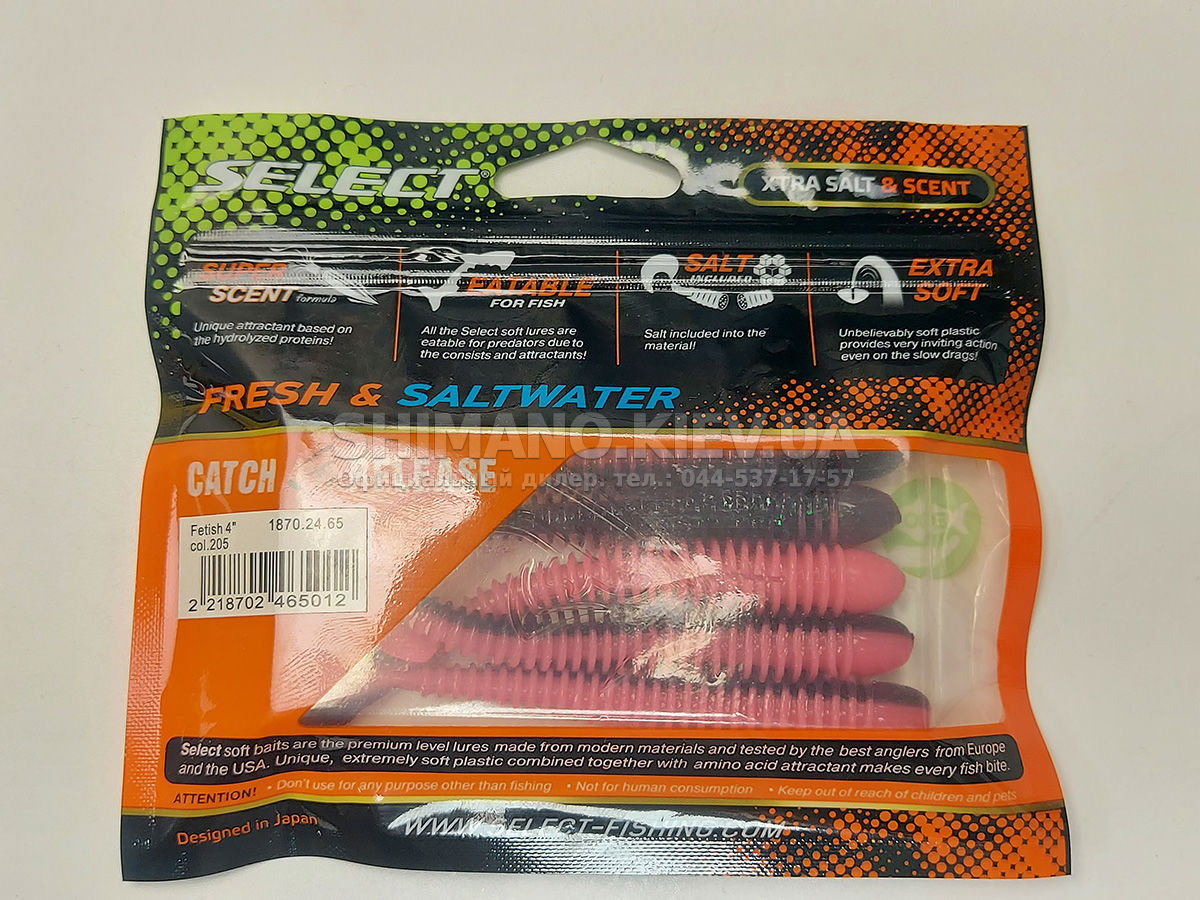 SELECT®
XTRA SALT & SCENT
SUPER
SCENT formula
Unique attractant based on
the hydrolyzed proteins!
EATABLE
FOR FISH
All the Select soft lures are
eatable for predators due to
the consists and attractants!
SALT
INCLUDED
Salt included into the
material!
EXTRA
SOFT
Unbelievably soft plastic
provides very inviting action
even on the slow drags!
FRESH & SALTWATER
SHIMANO.KIEV.UA
официальный дилер. тел.: 044-537-17-57
CATCH RELEASE
Fetish 4" 1870.24.65
col.205
2 218702 465012
Select soft baits are the premium level lures made from modern materials and tested by the best anglers from Europe
and the USA. Unique, extremely soft plastic combined together with amino acid attractant makes every fish bite.
ATTENTION! • Don't use for any purpose other than fishing • Not for human consumption • Keep out of reach of children and pets
Designed in Japan
WWW.SELECT-FISHING.COM